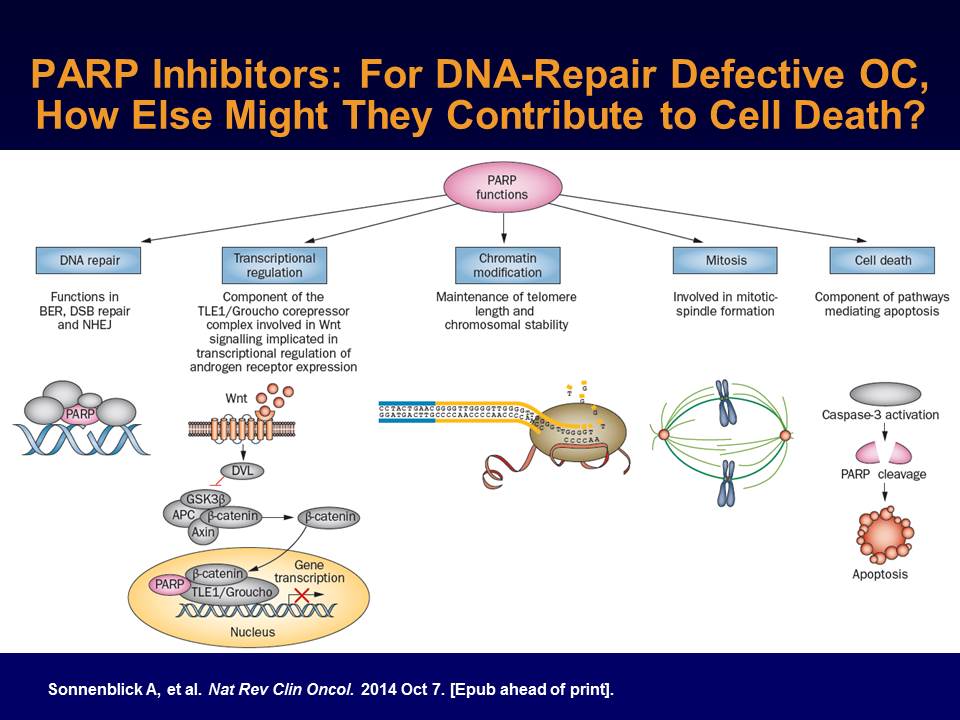 PARP Inhibitors: For DNA-Repair Defective OC,
How Else Might They Contribute to Cell Death?
PARP
functions
DNA repair
Functions in
BER, DSB repair
and NHEJ
PARP
Transcriptional
regulation
Component of the
TLE1/Groucho corepressor
complex involved in Wnt
signalling implicated in
transcriptional regulation of
androgen receptor expression
Wnt
DVL
GSK3β
APC
β-catenin
Axin
β-catenin
β-catenin
PARP
TLE1/Groucho
Gene
transcription
Nucleus
Chromatin
modification
Maintenance of telomere
length and
chromosomal stability
Mitosis
Involved in mitotic-
spindle formation
Cell death
Component of pathways
mediating apoptosis
Caspase-3 activation
PARP cleavage
Apoptosis
Sonnenblick A, et al. Nat Rev Clin Oncol. 2014 Oct 7. [Epub ahead of print].